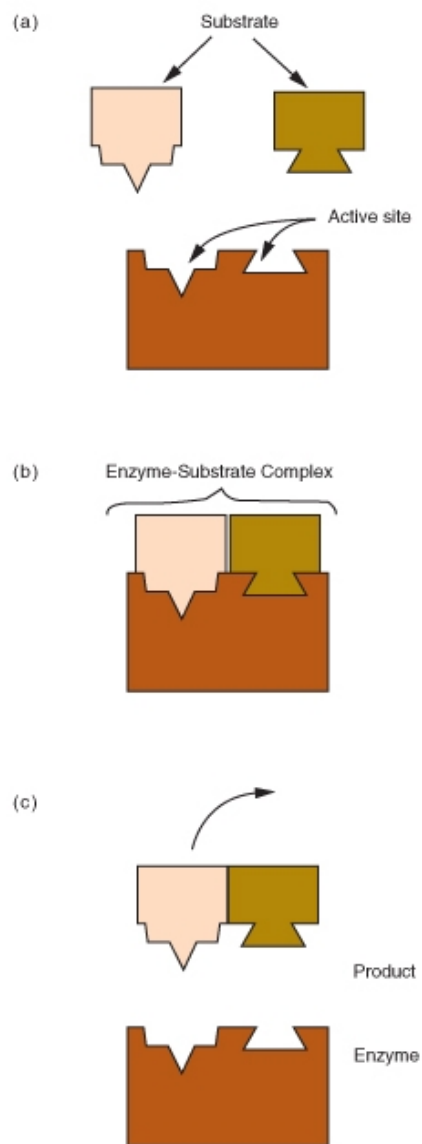 (a)
Substrate
Active site
(b)
Enzyme-Substrate Complex
(c)
Product
Enzyme